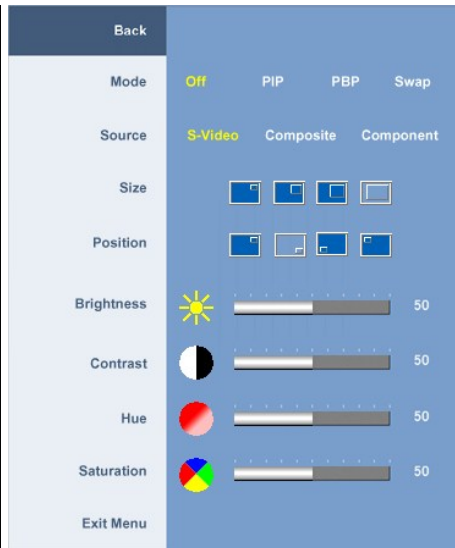 Back
Mode Off PIP PBP Swap
Source S-Video Composite Component
Size
Position
Brightness 50
Contrast 50
Hue 50
Saturation 50
Exit Menu